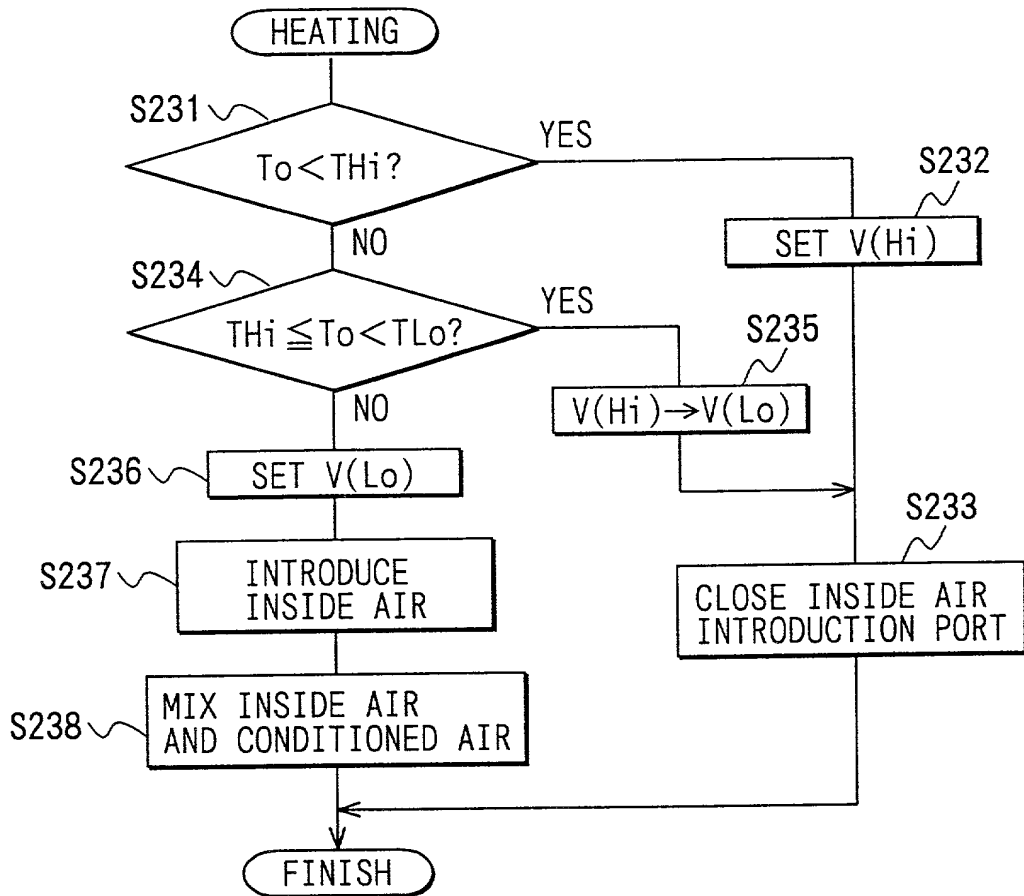 HEATING
S231
To<THi?
YES
S232
SET V(Hi)
NO
S234
THi≦To<TLo?
YES
S235
V(Hi)→V(Lo)
NO
S236
SET V(Lo)
S233
CLOSE INSIDE AIR
INTRODUCTION PORT
S237
INTRODUCE
INSIDE AIR
S238
MIX INSIDE AIR
AND CONDITIONED AIR
FINISH